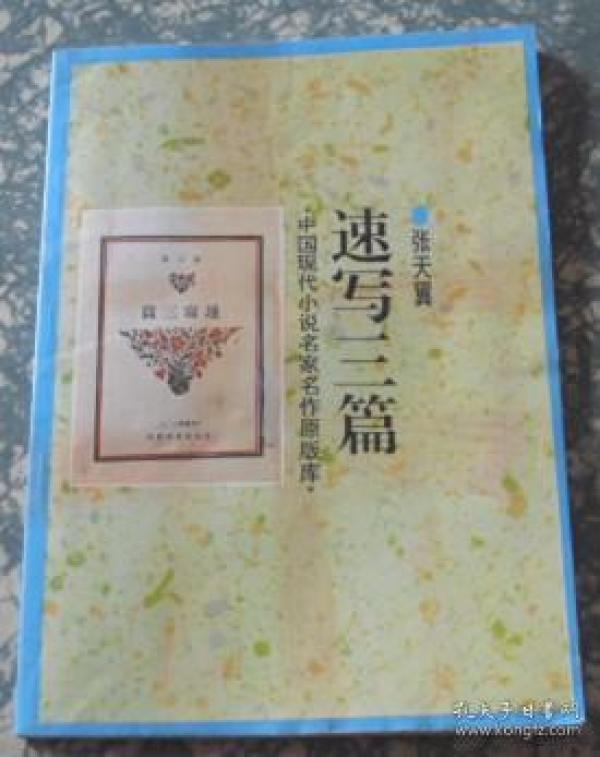 张天翼
速写三篇
·中国现代小说名家名作原版库·
篇三写速
孔夫子旧书网
www.kongfz.com